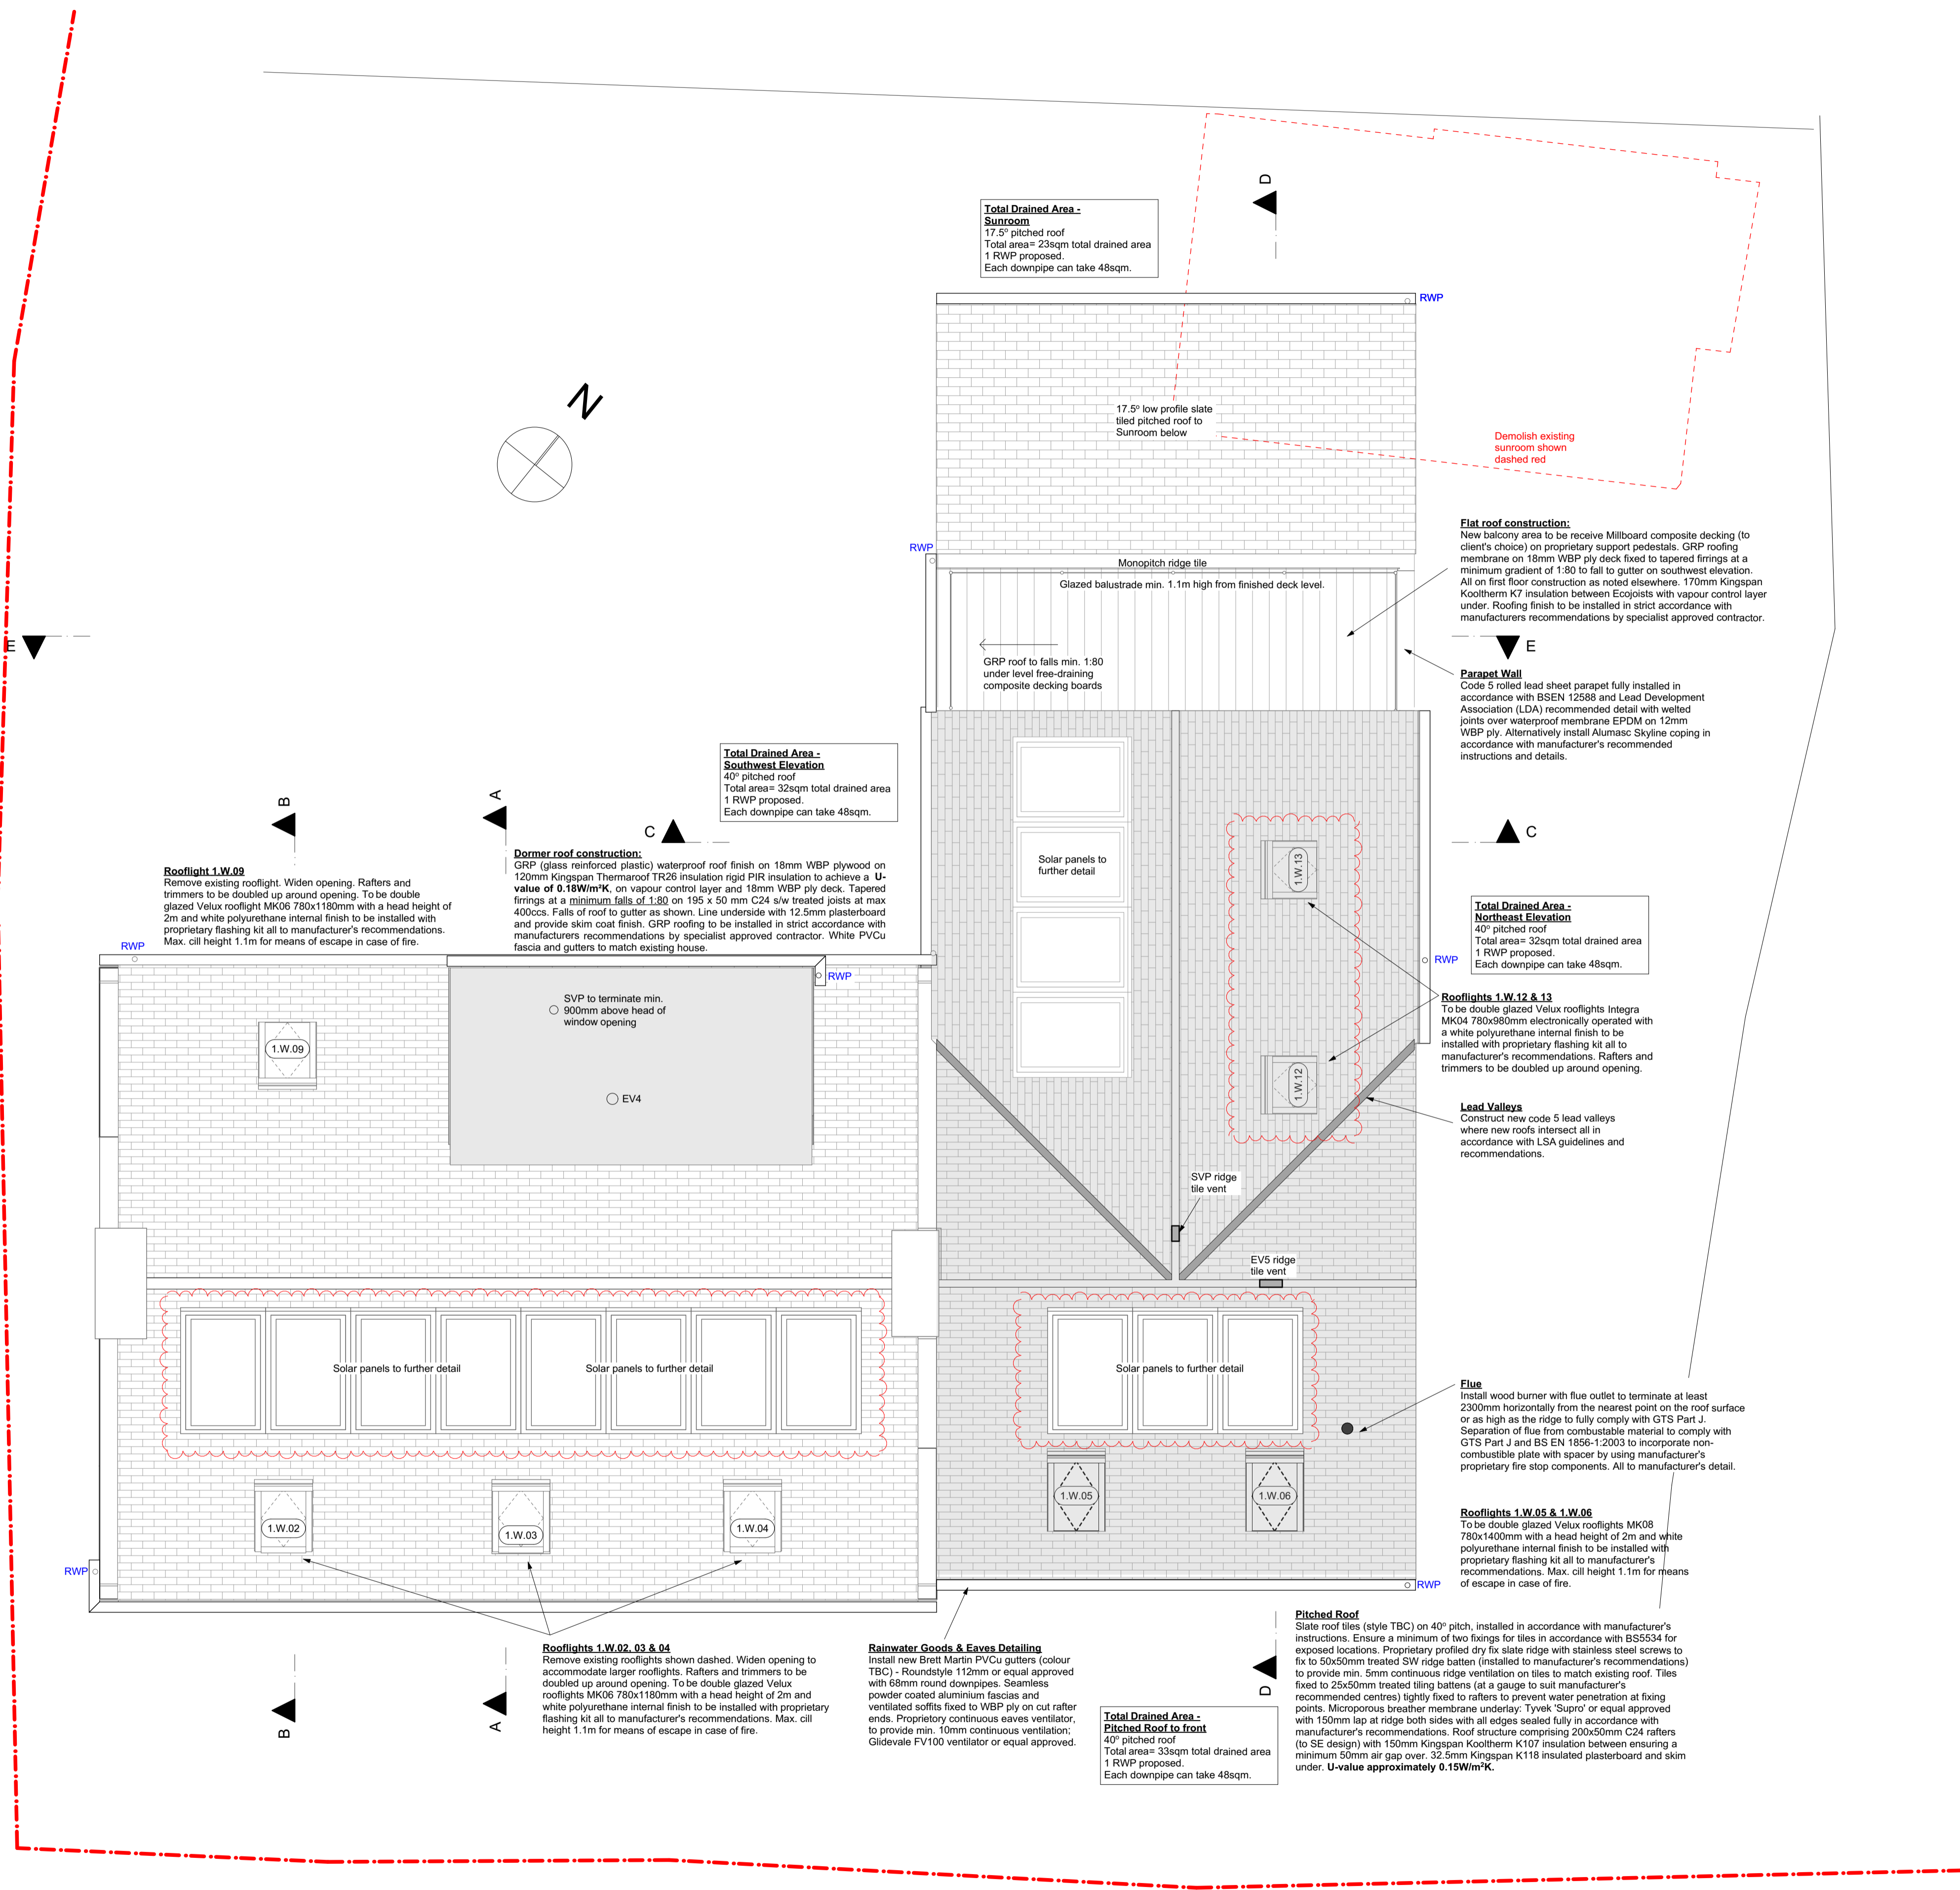 D
Total Drained Area -
Sunroom
17.5º pitched roof
Total area= 23sqm total drained area
1 RWP proposed.
Each downpipe can take 48sqm.
RWP
N
17.5º low profile slate
tiled pitched roof to
Sunroom below
Demolish existing
sunroom shown
dashed red
Flat roof construction:
New balcony area to be receive Millboard composite decking (to
client's choice) on proprietary support pedestals. GRP roofing
membrane on 18mm WBP ply deck fixed to tapered firrings at a
minimum gradient of 1:80 to fall to gutter on southwest elevation.
All on first floor construction as noted elsewhere. 170mm Kingspan
Kooltherm K7 insulation between Ecojoists with vapour control layer
under. Roofing finish to be installed in strict accordance with
manufacturers recommendations by specialist approved contractor.
RWP
Monopitch ridge tile
Glazed balustrade min. 1.1m high from finished deck level.
E
E
GRP roof to falls min. 1:80
under level free-draining
composite decking boards
Parapet Wall
Code 5 rolled lead sheet parapet fully installed in
accordance with BSEN 12588 and Lead Development
Association (LDA) recommended detail with welted
joints over waterproof membrane EPDM on 12mm
WBP ply. Alternatively install Alumasc Skyline coping in
accordance with manufacturer's recommended
instructions and details.
Total Drained Area -
Southwest Elevation
40º pitched roof
Total area= 32sqm total drained area
1 RWP proposed.
Each downpipe can take 48sqm.
B
A
C
C
Rooflight 1.W.09
Remove existing rooflight. Widen opening. Rafters and
trimmers to be doubled up around opening. To be double
glazed Velux rooflight MK06 780x1180mm with a head height of
2m and white polyurethane internal finish to be installed with
proprietary flashing kit all to manufacturer's recommendations.
Max. cill height 1.1m for means of escape in case of fire.
Dormer roof construction:
GRP (glass reinforced plastic) waterproof roof finish on 18mm WBP plywood on
120mm Kingspan Thermaroof TR26 insulation rigid PIR insulation to achieve a U-
value of 0.18W/m²K, on vapour control layer and 18mm WBP ply deck. Tapered
firrings at a minimum falls of 1:80 on 195 x 50 mm C24 s/w treated joists at max
400ccs. Falls of roof to gutter as shown. Line underside with 12.5mm plasterboard
and provide skim coat finish. GRP roofing to be installed in strict accordance with
manufacturers recommendations by specialist approved contractor. White PVCu
fascia and gutters to match existing house.
Solar panels to
further detail
1.W.13
Total Drained Area -
Northeast Elevation
40º pitched roof
Total area= 32sqm total drained area
1 RWP proposed.
Each downpipe can take 48sqm.
RWP
RWP
RWP
SVP to terminate min.
900mm above head of
window opening
1.W.09
EV4
Rooflights 1.W.12 & 13
To be double glazed Velux rooflights Integra
MK04 780x980mm electronically operated with
a white polyurethane internal finish to be
installed with proprietary flashing kit all to
manufacturer's recommendations. Rafters and
trimmers to be doubled up around opening.
1.W.12
Lead Valleys
Construct new code 5 lead valleys
where new roofs intersect all in
accordance with LSA guidelines and
recommendations.
SVP ridge
tile vent
EV5 ridge
tile vent
Solar panels to further detail
Solar panels to further detail
Solar panels to further detail
Flue
Install wood burner with flue outlet to terminate at least
2300mm horizontally from the nearest point on the roof surface
or as high as the ridge to fully comply with GTS Part J.
Separation of flue from combustable material to comply with
GTS Part J and BS EN 1856-1:2003 to incorporate non-
combustible plate with spacer by using manufacturer's
proprietary fire stop components. All to manufacturer's detail.
1.W.02
1.W.03
1.W.04
1.W.05
1.W.06
Rooflights 1.W.05 & 1.W.06
To be double glazed Velux rooflights MK08
780x1400mm with a head height of 2m and white
polyurethane internal finish to be installed with
proprietary flashing kit all to manufacturer's
recommendations. Max. cill height 1.1m for means
of escape in case of fire.
RWP
RWP
Rooflights 1.W.02, 03 & 04
Remove existing rooflights shown dashed. Widen opening to
accommodate larger rooflights. Rafters and trimmers to be
doubled up around opening. To be double glazed Velux
rooflights MK06 780x1180mm with a head height of 2m and
white polyurethane internal finish to be installed with proprietary
flashing kit all to manufacturer's recommendations. Max. cill
height 1.1m for means of escape in case of fire.
Rainwater Goods & Eaves Detailing
Install new Brett Martin PVCu gutters (colour
TBC) - Roundstyle 112mm or equal approved
with 68mm round downpipes. Seamless
powder coated aluminium fascias and
ventilated soffits fixed to WBP ply on cut rafter
ends. Proprietory continuous eaves ventilator,
to provide min. 10mm continuous ventilation;
Glidevale FV100 ventilator or equal approved.
Pitched Roof
Slate roof tiles (style TBC) on 40º pitch, installed in accordance with manufacturer's
instructions. Ensure a minimum of two fixings for tiles in accordance with BS5534 for
exposed locations. Proprietary profiled dry fix slate ridge with stainless steel screws to
fix to 50x50mm treated SW ridge batten (installed to manufacturer's recommendations)
to provide min. 5mm continuous ridge ventilation on tiles to match existing roof. Tiles
fixed to 25x50mm treated tiling battens (at a gauge to suit manufacturer's
recommended centres) tightly fixed to rafters to prevent water penetration at fixing
points. Microporous breather membrane underlay: Tyvek 'Supro' or equal approved
with 150mm lap at ridge both sides with all edges sealed fully in accordance with
manufacturer's recommendations. Roof structure comprising 200x50mm C24 rafters
(to SE design) with 150mm Kingspan Kooltherm K107 insulation between ensuring a
minimum 50mm air gap over. 32.5mm Kingspan K118 insulated plasterboard and skim
under. U-value approximately 0.15W/m²K.
B
A
D
Total Drained Area -
Pitched Roof to front
40º pitched roof
Total area= 33sqm total drained area
1 RWP proposed.
Each downpipe can take 48sqm.